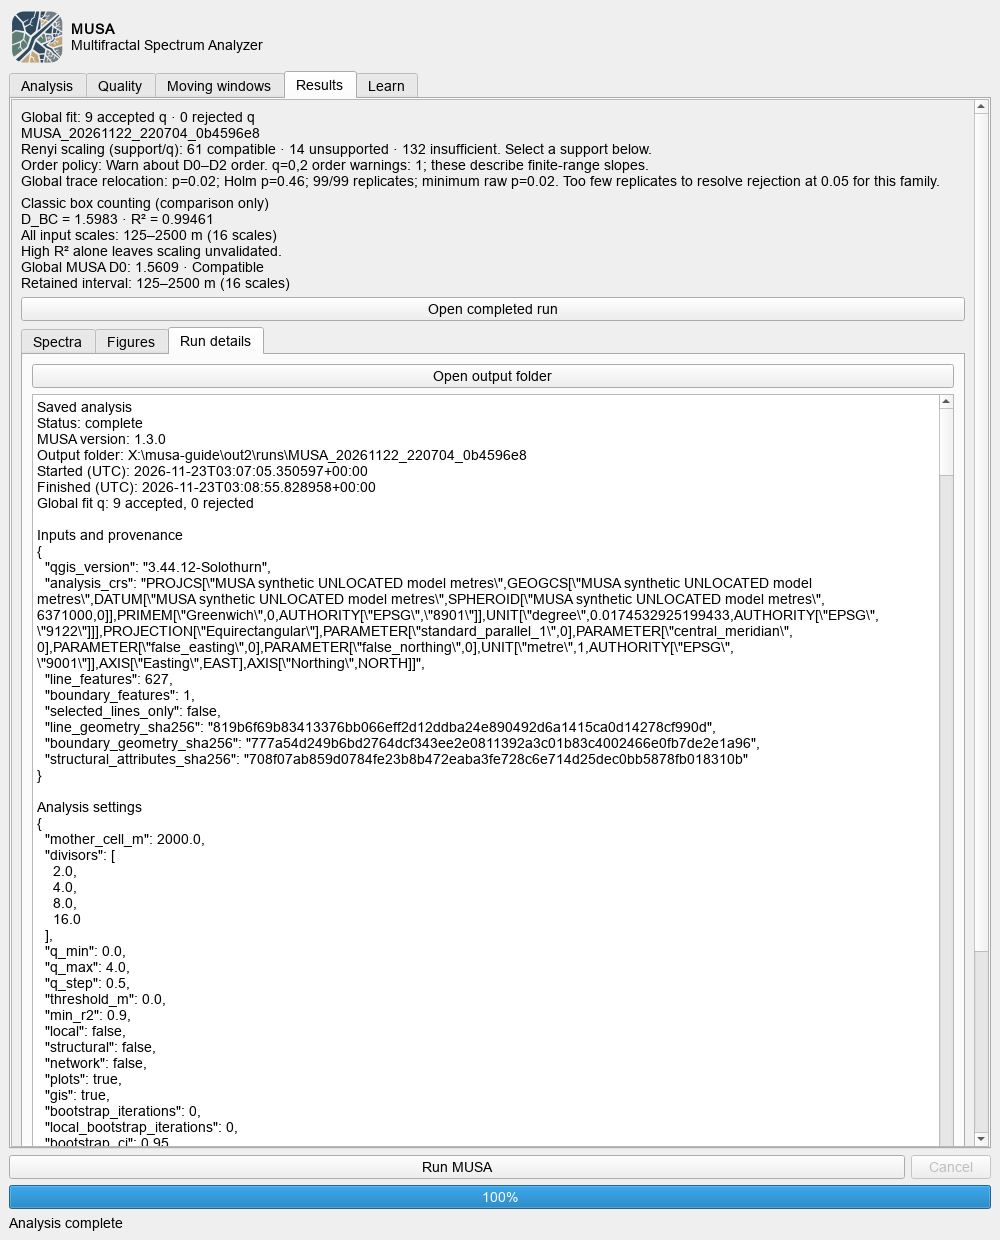 MUSA
Multifractal Spectrum Analyzer
Analysis
Quality
Moving windows
Results
Learn
Global fit: 9 accepted q · 0 rejected q
MUSA_20261122_220704_0b4596e8
Renyi scaling (support/q): 61 compatible · 14 unsupported · 132 insufficient. Select a support below.
Order policy: Warn about D0–D2 order. q=0,2 order warnings: 1; these describe finite-range slopes.
Global trace relocation: p=0.02; Holm p=0.46; 99/99 replicates; minimum raw p=0.02. Too few replicates to resolve rejection at 0.05 for this family.
Classic box counting (comparison only)
D_BC = 1.5983 · R² = 0.99461
All input scales: 125–2500 m (16 scales)
High R² alone leaves scaling unvalidated.
Global MUSA D0: 1.5609 · Compatible
Retained interval: 125–2500 m (16 scales)
Open completed run
Spectra
Figures
Run details
Open output folder
Saved analysis
Status: complete
MUSA version: 1.3.0
Output folder: X:\musa-guide\out2\runs\MUSA_20261122_220704_0b4596e8
Started (UTC): 2026-11-23T03:07:05.350597+00:00
Finished (UTC): 2026-11-23T03:08:55.828958+00:00
Global fit q: 9 accepted, 0 rejected
Inputs and provenance
{
"qgis_version": "3.44.12-Solothurn",
"analysis_crs": "PROJCS[\"MUSA synthetic UNLOCATED model metres\",GEOGCS[\"MUSA synthetic UNLOCATED model
metres\",DATUM[\"MUSA synthetic UNLOCATED model metres\",SPHEROID[\"MUSA synthetic UNLOCATED model metres\",
6371000,0]],PRIMEM[\"Greenwich\",0,AUTHORITY[\"EPSG\",\"8901\"]],UNIT[\"degree\",0.0174532925199433,AUTHORITY[\"EPSG\",
\"9122\"]]],PROJECTION[\"Equirectangular\"],PARAMETER[\"standard_parallel_1\",0],PARAMETER[\"central_meridian\",
0],PARAMETER[\"false_easting\",0],PARAMETER[\"false_northing\",0],UNIT[\"metre\",1,AUTHORITY[\"EPSG\",
\"9001\"]],AXIS[\"Easting\",EAST],AXIS[\"Northing\",NORTH]]",
"line_features": 627,
"boundary_features": 1,
"selected_lines_only": false,
"line_geometry_sha256": "819b6f69b83413376bb066eff2d12ddba24e890492d6a1415ca0d14278cf990d",
"boundary_geometry_sha256": "777a54d249b6bd2764dcf343ee2e0811392a3c01b83c4002466e0fb7de2e1a96",
"structural_attributes_sha256": "708f07ab859d0784fe23b8b472eaba3fe728c6e714d25dec0bb5878fb018310b"
}
Analysis settings
{
"mother_cell_m": 2000.0,
"divisors": [
2.0,
4.0,
8.0,
16.0
],
"q_min": 0.0,
"q_max": 4.0,
"q_step": 0.5,
"threshold_m": 0.0,
"min_r2": 0.9,
"local": false,
"structural": false,
"network": false,
"plots": true,
"gis": true,
"bootstrap_iterations": 0,
"local_bootstrap_iterations": 0,
"bootstrap_ci": 0.95
Run MUSA
Cancel
100%
Analysis complete